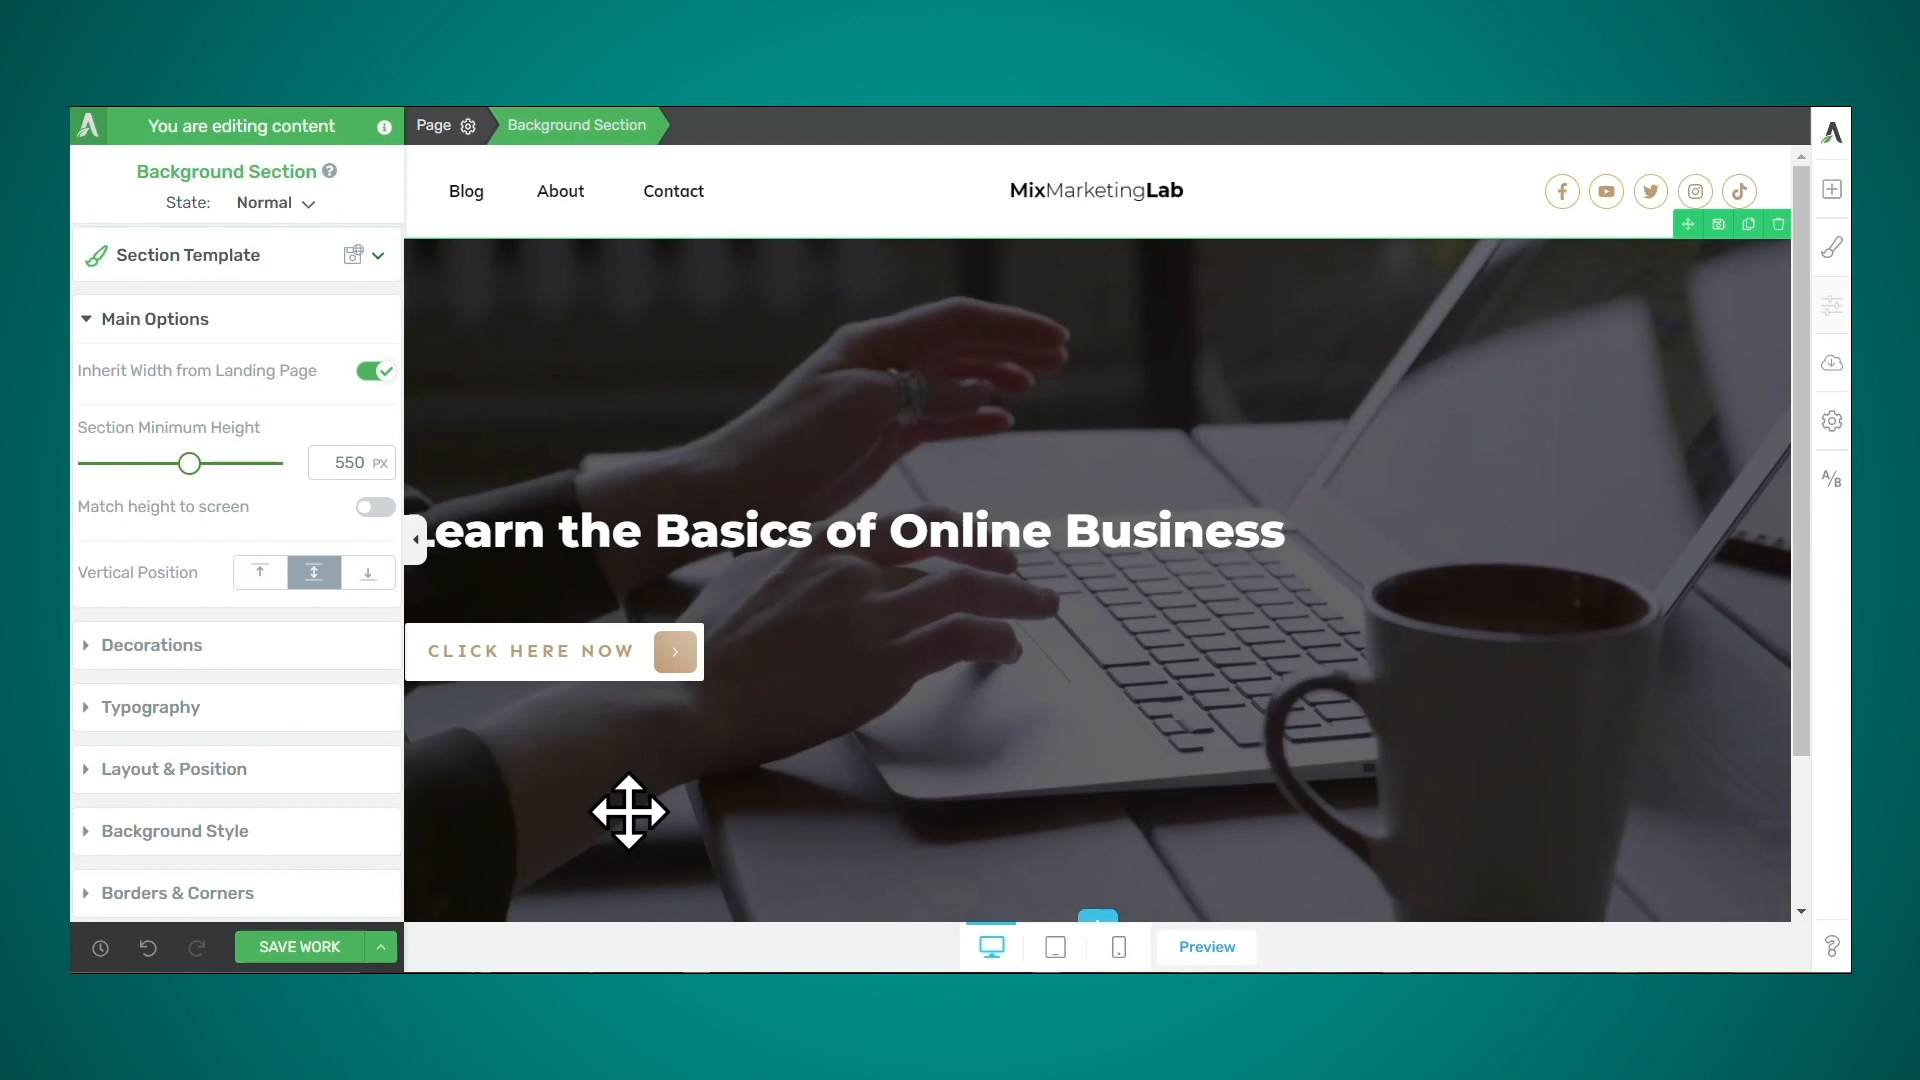 You are editing content
Page
Background Section
Background Section
State: Normal
Section Template
Main Options
Inherit Width from Landing Page
Section Minimum Height
550 PX
Match height to screen
Vertical Position
Decorations
Typography
Layout & Position
Background Style
Borders & Corners
SAVE WORK
Blog
About
Contact
MixMarketingLab
Learn the Basics of Online Business
CLICK HERE NOW
Preview
A/B